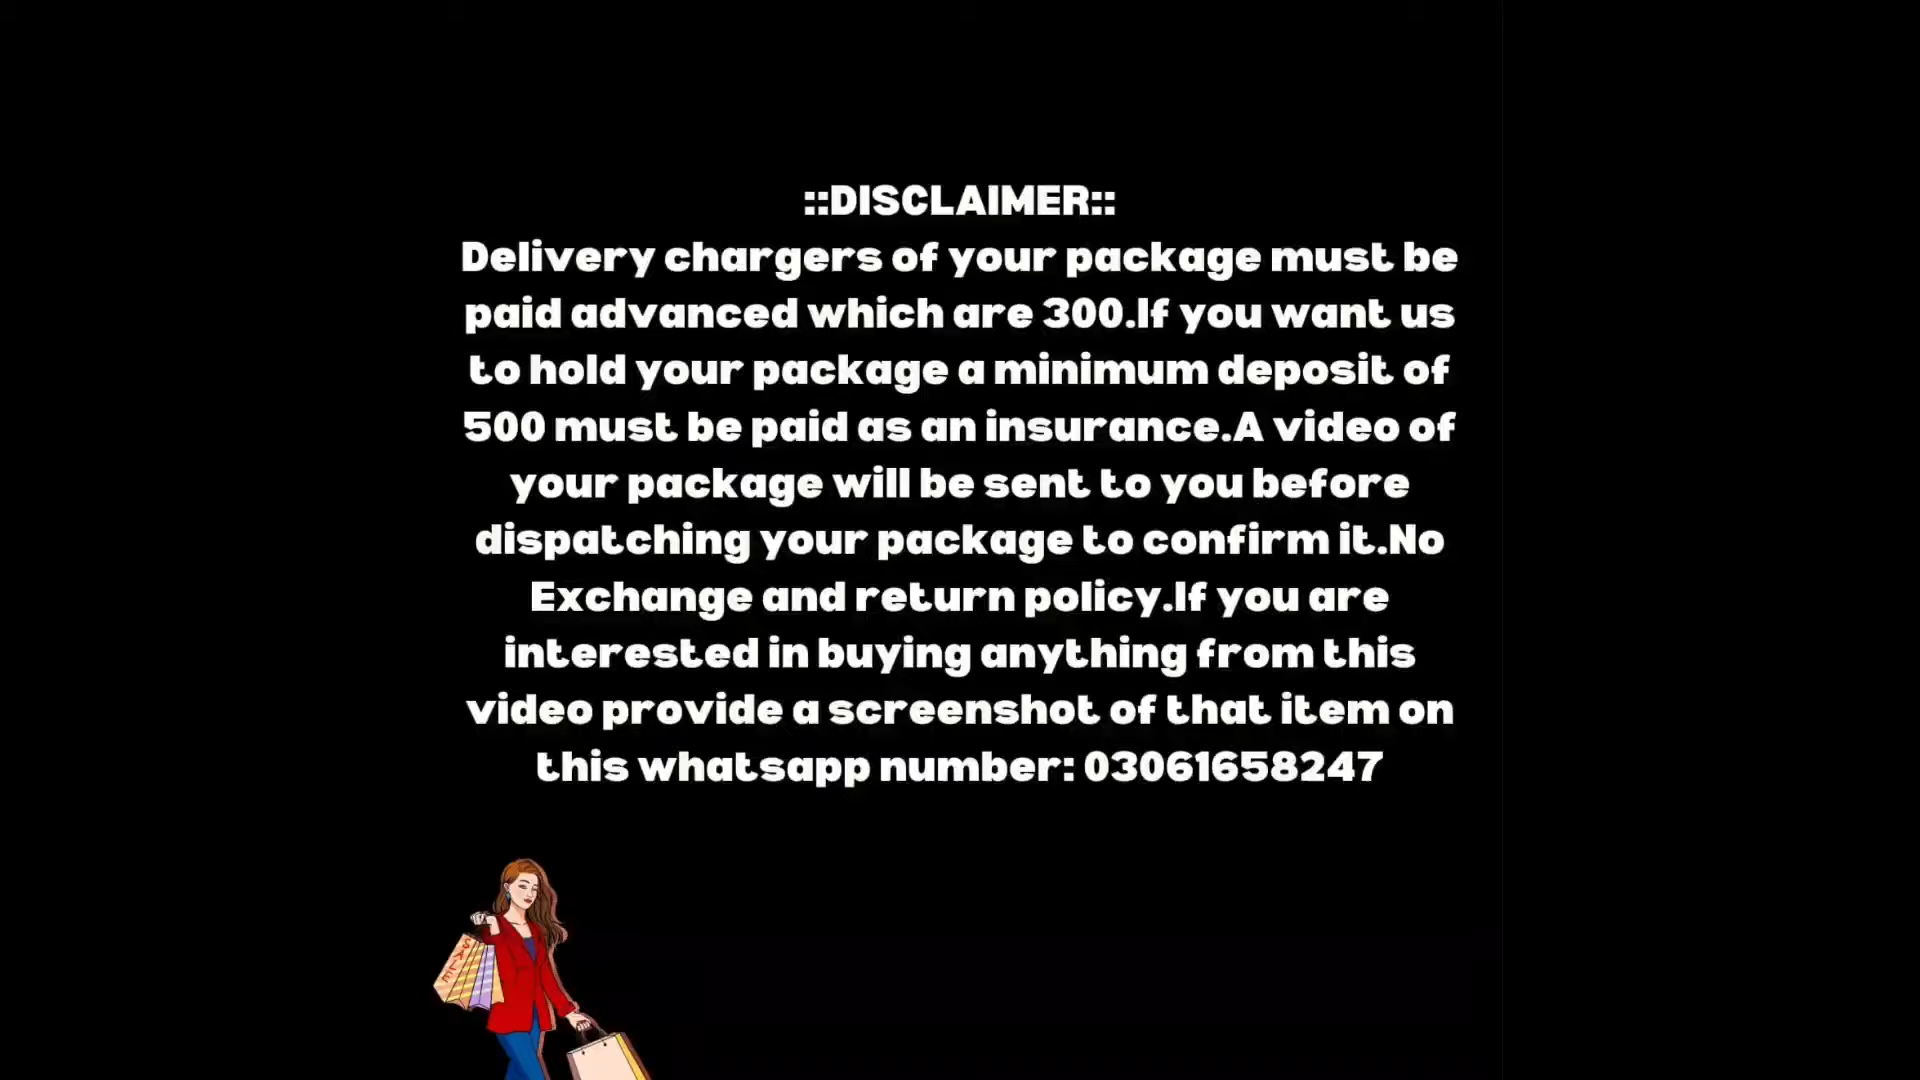 ::DISCLAIMER::
Delivery chargers of your package must be
paid advanced which are 300.If you want us
to hold your package a minimum deposit of
500 must be paid as an insurance.A video of
your package will be sent to you before
dispatching your package to confirm it.No
Exchange and return policy.If you are
interested in buying anything from this
video provide a screenshot of that item on
this whatsapp number: 03061658247
SALE